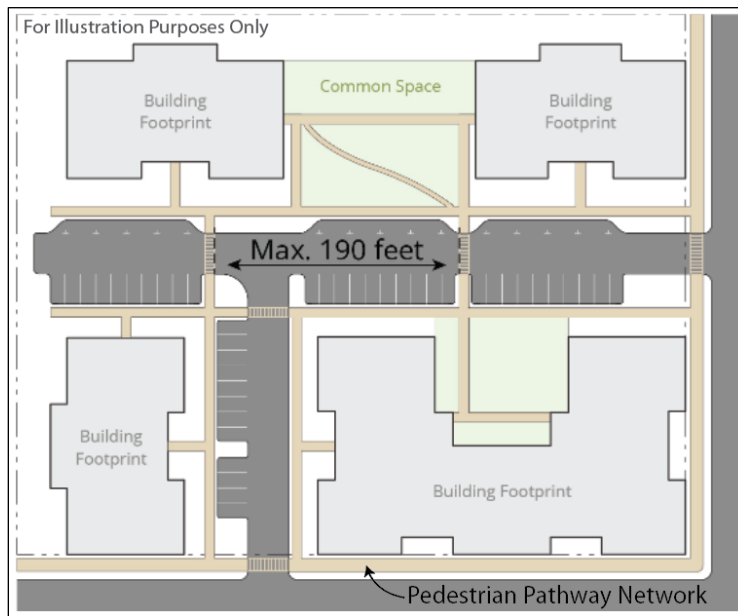 For Illustration Purposes Only
Building
Footprint
Common Space
Building
Footprint
Max. 190 feet
Building
Footprint
Building Footprint
Pedestrian Pathway Network